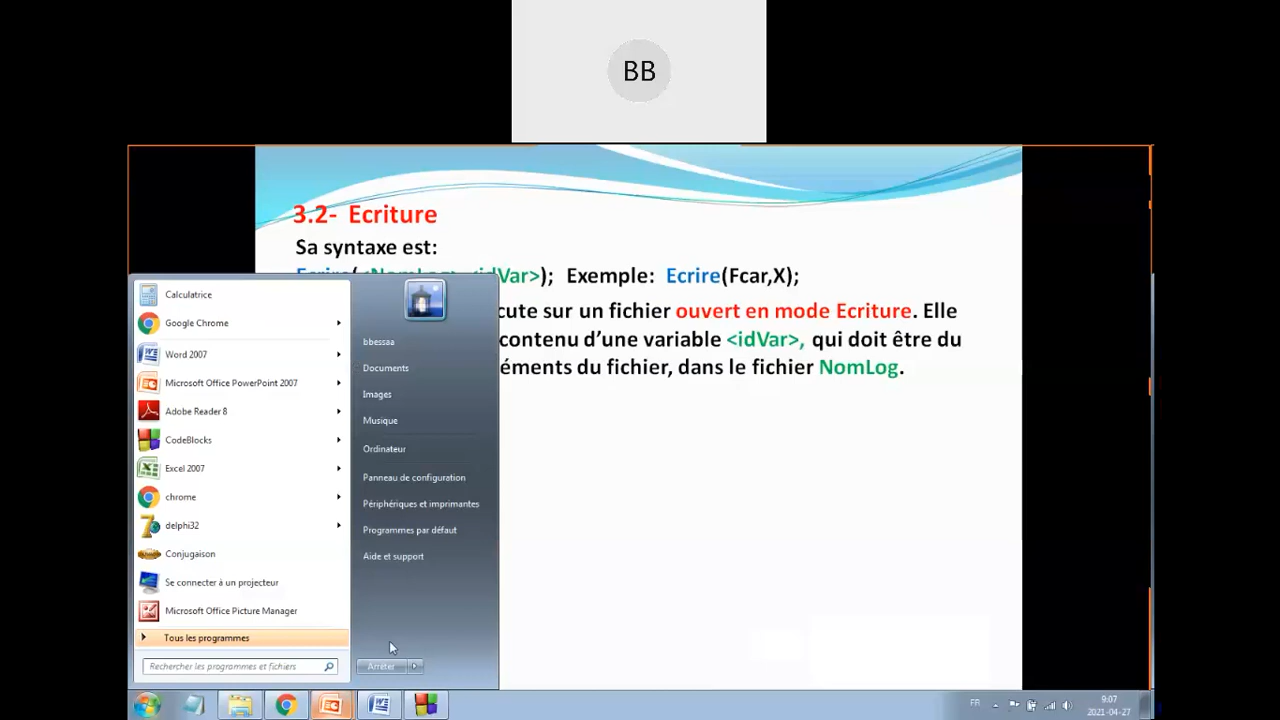 BB
3.2- Ecriture
Sa syntaxe est:
Ecrire(<NomLog>,<idVar>); Exemple: Ecrire(Fcar,X);
cute sur un fichier ouvert en mode Ecriture. Elle
contenu d’une variable <idVar>, qui doit être du
éments du fichier, dans le fichier NomLog.
Calculatrice
Google Chrome
Word 2007
Microsoft Office PowerPoint 2007
Adobe Reader 8
CodeBlocks
Excel 2007
chrome
delphi32
Conjugaison
Se connecter à un projecteur
Microsoft Office Picture Manager
Tous les programmes
Rechercher les programmes et fichiers
bbessaa
Documents
Images
Musique
Ordinateur
Panneau de configuration
Périphériques et imprimantes
Programmes par défaut
Aide et support
Arrêter
FR
9:07
2021-04-27